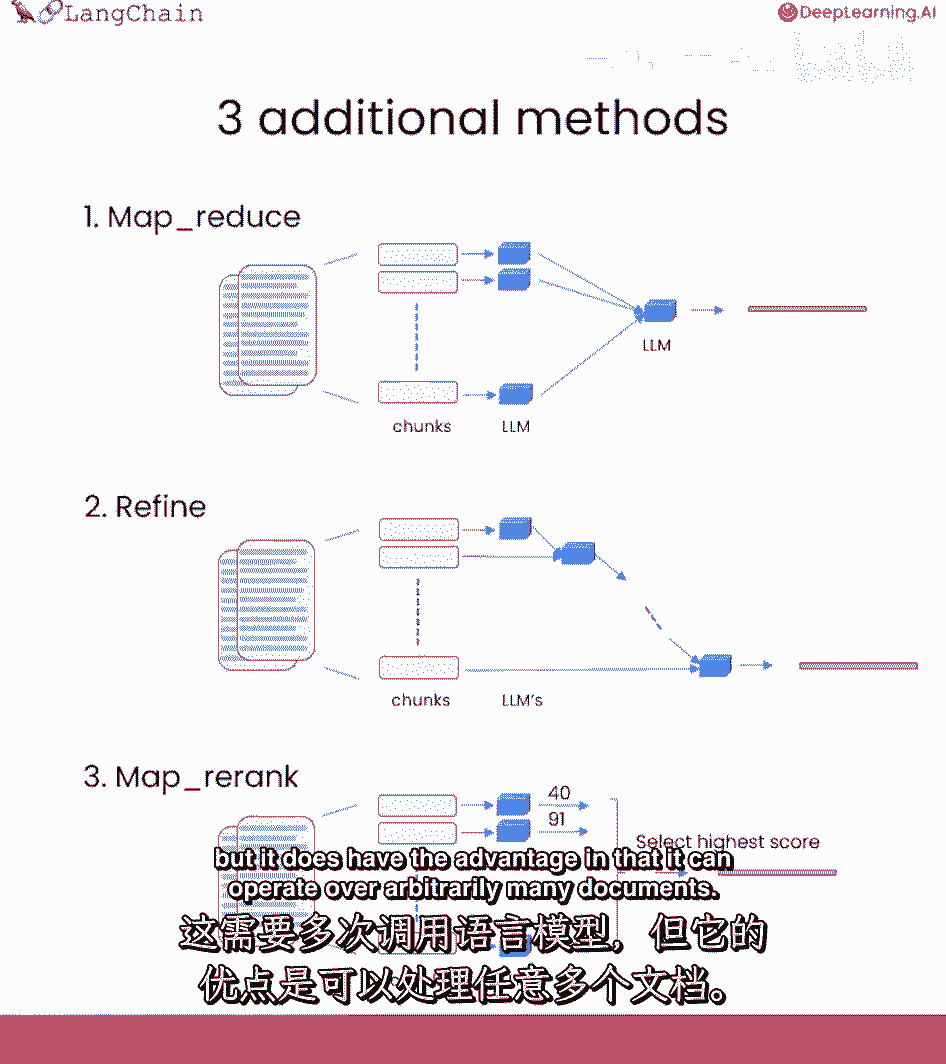 LangChain
DeepLearning.AI
3 additional methods
1. Map_reduce
LLM
chunks
LLM
2. Refine
chunks
LLM's
3. Map_rerank
40
91
Select highest score
but it does have the advantage in that it can
operate over arbitrarily many documents.
这需要多次调用语言模型，但它的
优点是可以处理任意多个文档。